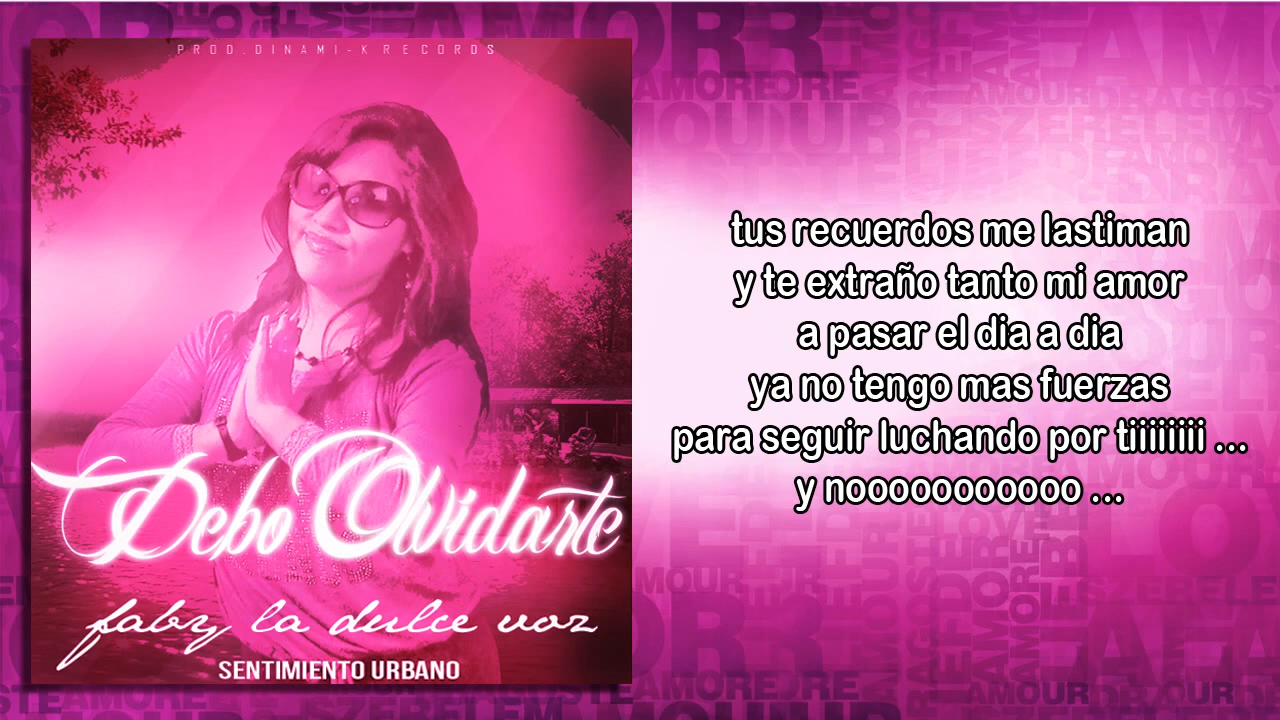 PROD.DINAMI-K RECORDS
Debo Olvidarte
faby la dulce voz
SENTIMIENTO URBANO
tus recuerdos me lastiman
y te extraño tanto mi amor
a pasar el dia a dia
ya no tengo mas fuerzas
para seguir luchando por tiiiiiiiii ...
y nooooooooooo ...